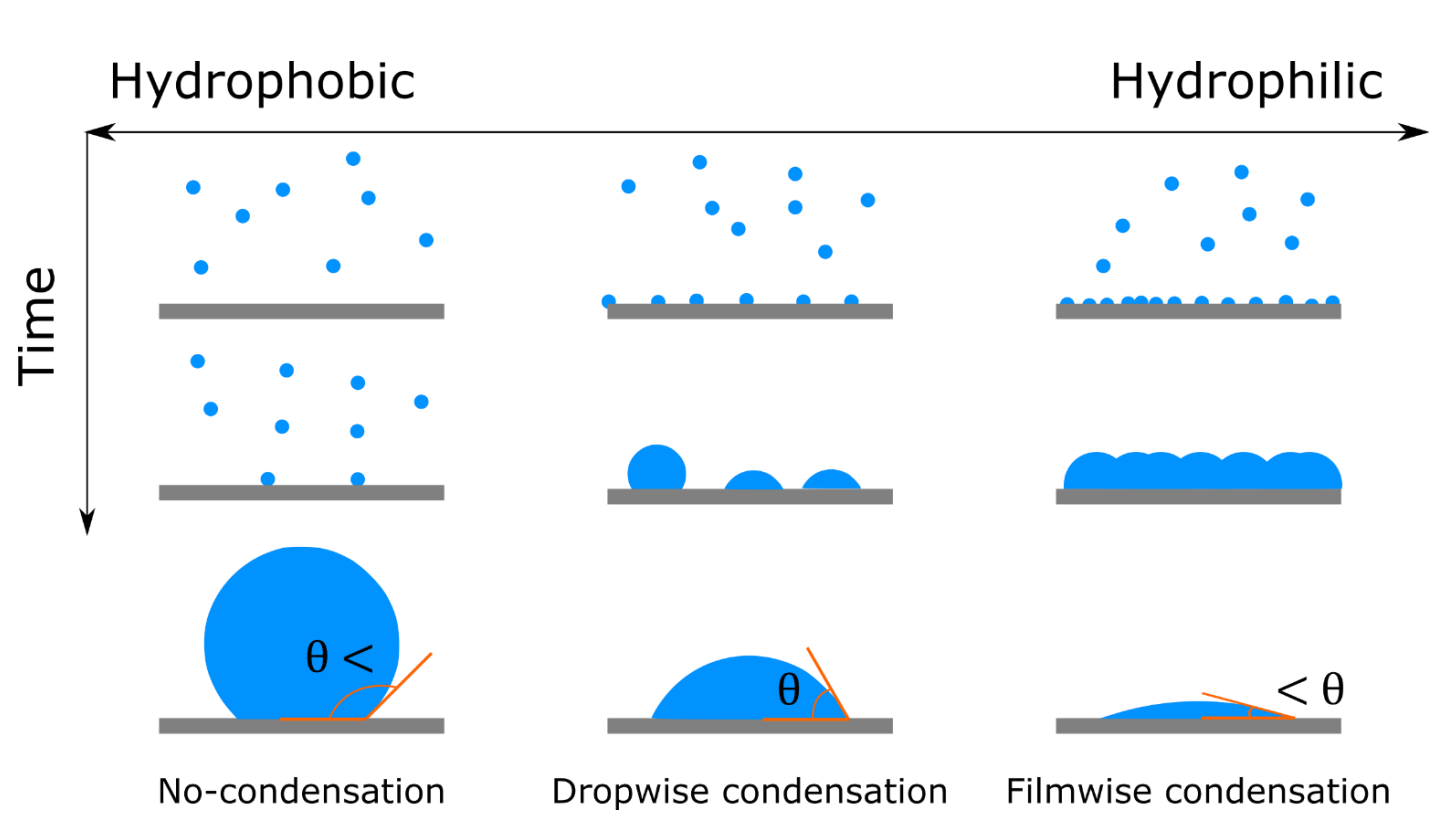 Hydrophobic
Hydrophilic
Time
θ <
θ
< θ
No-condensation
Dropwise condensation
Filmwise condensation